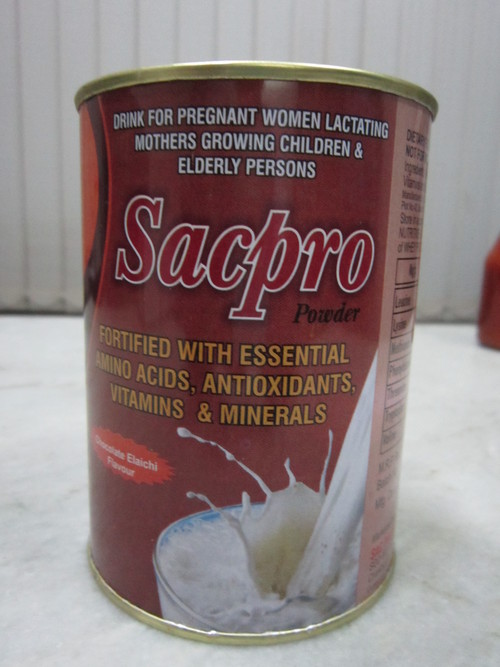 DRINK FOR PREGNANT WOMEN LACTATING
MOTHERS GROWING CHILDREN &
ELDERLY PERSONS
Sacpro
Powder
FORTIFIED WITH ESSENTIAL
AMINO ACIDS, ANTIOXIDANTS,
VITAMINS & MINERALS
Chocolate Elaichi
Flavour